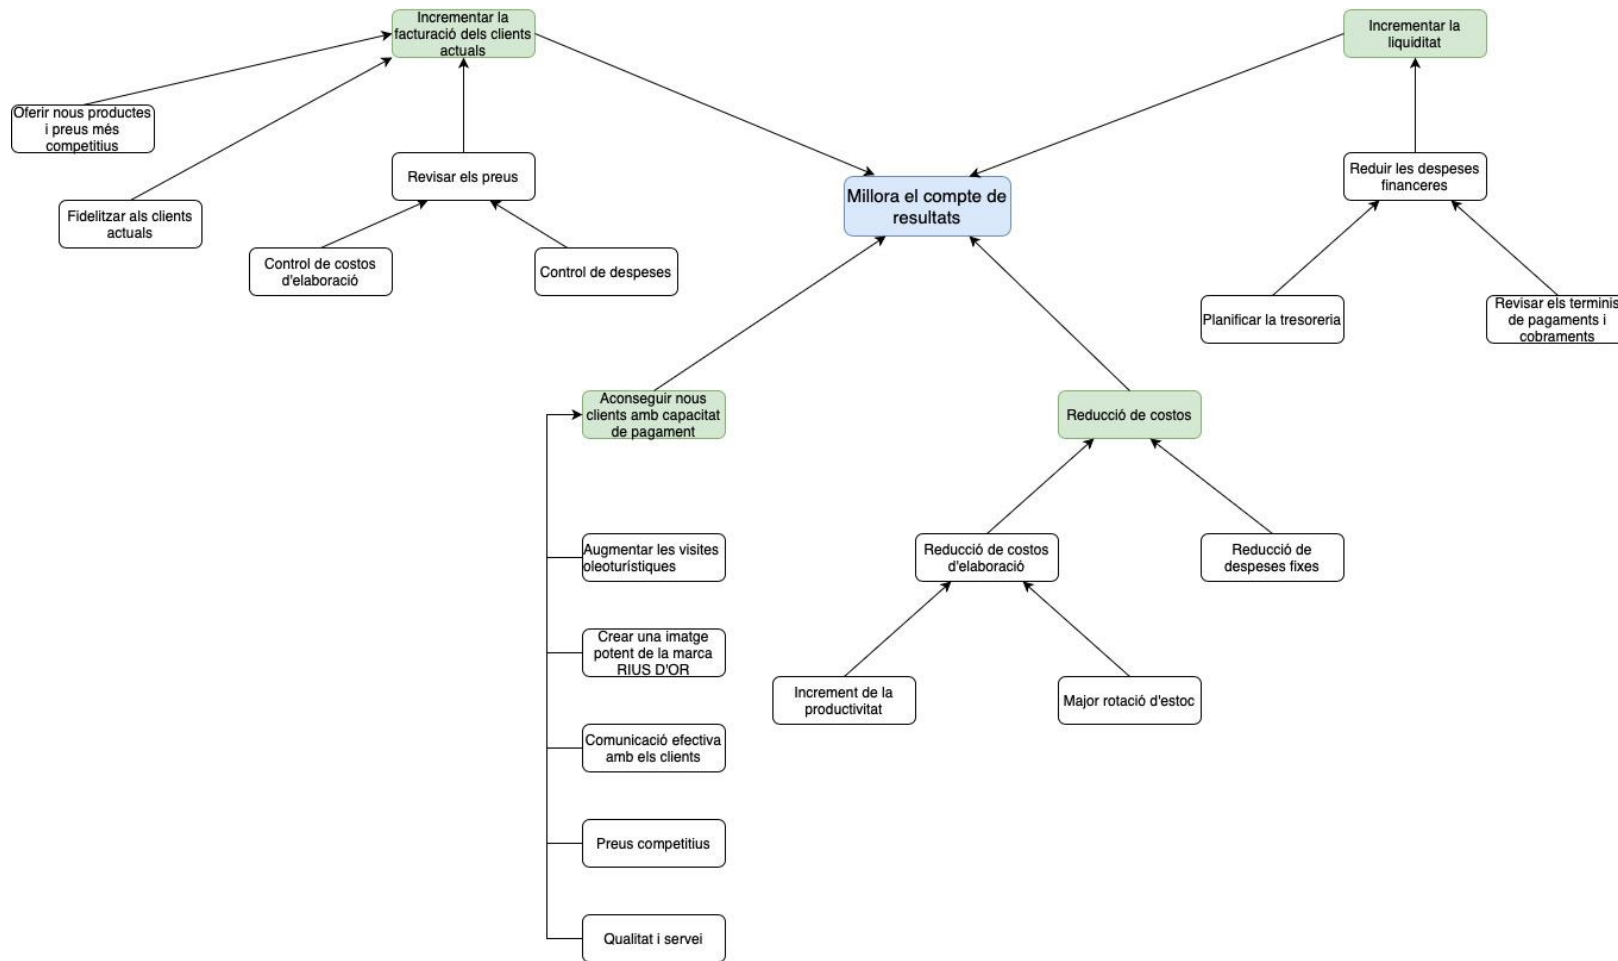 Incrementar la
facturació dels clients
actuals
Incrementar la
liquiditat
Oferir nous productes
i preus més
competitius
Revisar els preus
Reduir les despeses
financeres
Millora el compte de
resultats
Fidelitzar als clients
actuals
Control de costos
d'elaboració
Control de despeses
Planificar la tresoreria
Revisar els terminis
de pagaments i
cobraments
Aconseguir nous
clients amb capacitat
de pagament
Reducció de costos
Augmentar les visites
oleoturístiques
Reducció de costos
d'elaboració
Reducció de
despeses fixes
Crear una imatge
potent de la marca
RIUS D'OR
Increment de la
productivitat
Major rotació d'estoc
Comunicació efectiva
amb els clients
Preus competitius
Qualitat i servei